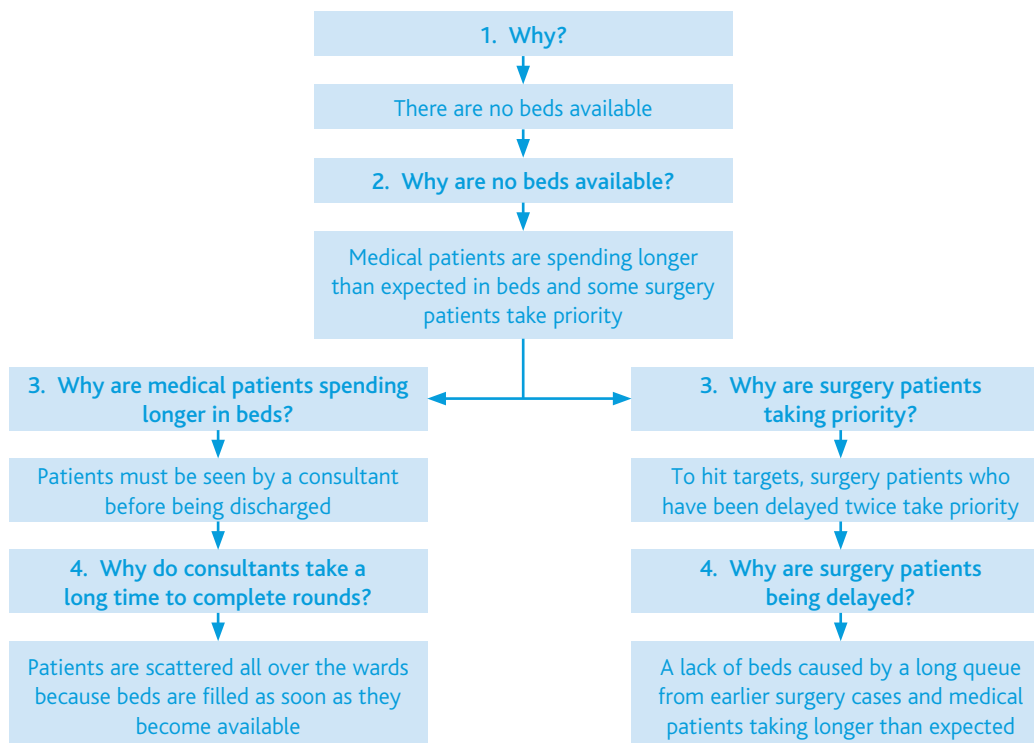 1. Why?
There are no beds available
2. Why are no beds available?
Medical patients are spending longer
than expected in beds and some surgery
patients take priority
3. Why are medical patients spending
longer in beds?
Patients must be seen by a consultant
before being discharged
4. Why do consultants take a
long time to complete rounds?
Patients are scattered all over the wards
because beds are filled as soon as they
become available
3. Why are surgery patients
taking priority?
To hit targets, surgery patients who
have been delayed twice take priority
4. Why are surgery patients
being delayed?
A lack of beds caused by a long queue
from earlier surgery cases and medical
patients taking longer than expected